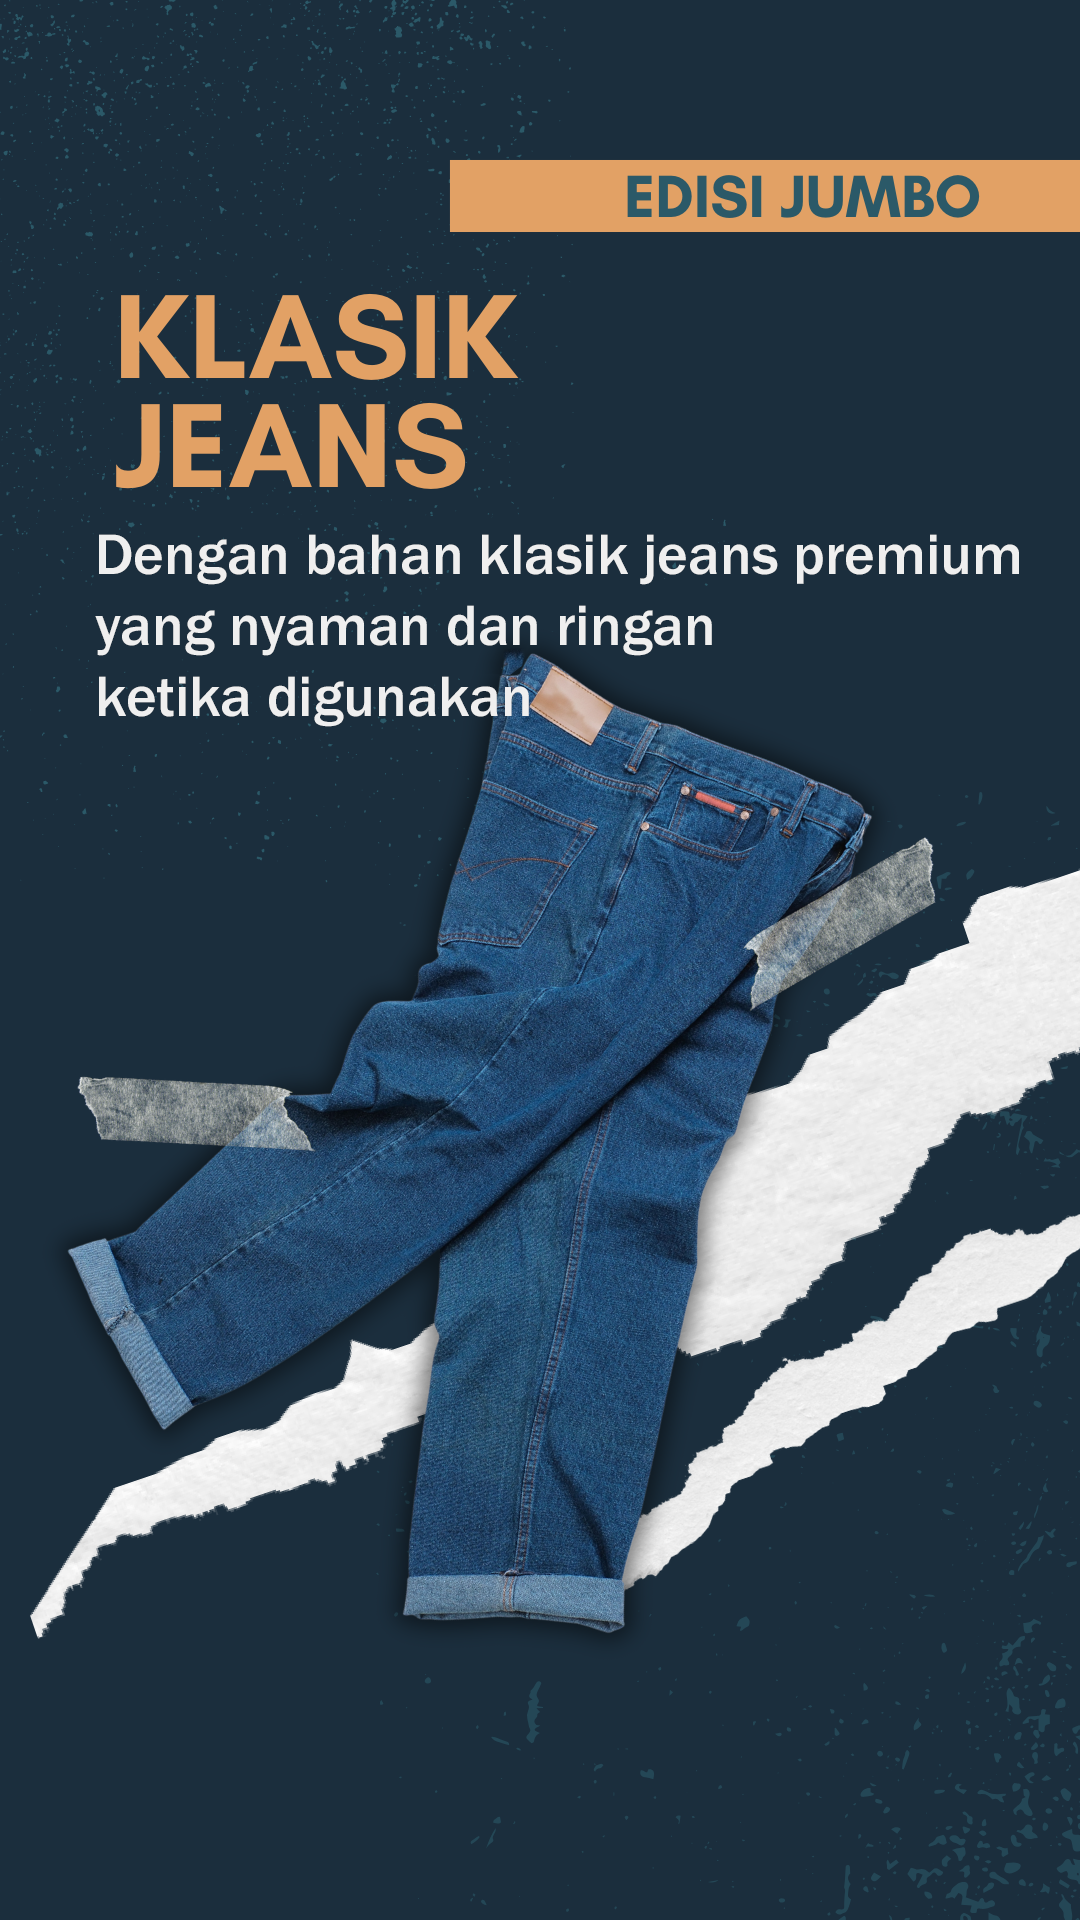 EDISI JUMBO
KLASIK
JEANS
Dengan bahan klasik jeans premium
yang nyaman dan ringan
ketika digunakan